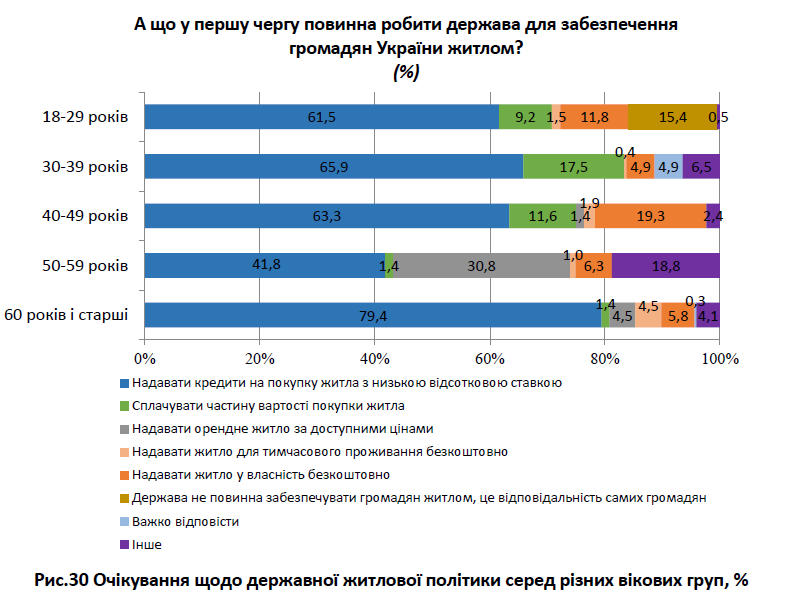 А що у першу чергу повинна робити держава для забезпечення
громадян України житлом?
(%)
18-29 років 61,5 9,2 1,5 11,8 15,4 0,5
30-39 років 65,9 17,5 0,4 4,9 4,9 6,5
40-49 років 63,3 11,6 1,4 1,9 19,3 2,4
50-59 років 41,8 1,4 30,8 1,0 6,3 18,8
60 років і старші 79,4 1,4 4,5 4,5 5,8 0,3 4,1
0% 20% 40% 60% 80% 100%
Надавати кредити на покупку житла з низькою відсотковою ставкою
Сплачувати частину вартості покупки житла
Надавати орендне житло за доступними цінами
Надавати житло для тимчасового проживання безкоштовно
Надавати житло у власність безкоштовно
Держава не повинна забезпечувати громадян житлом, це відповідальність самих громадян
Важко відповісти
Інше
Рис.30 Очікування щодо державної житлової політики серед різних вікових груп, %